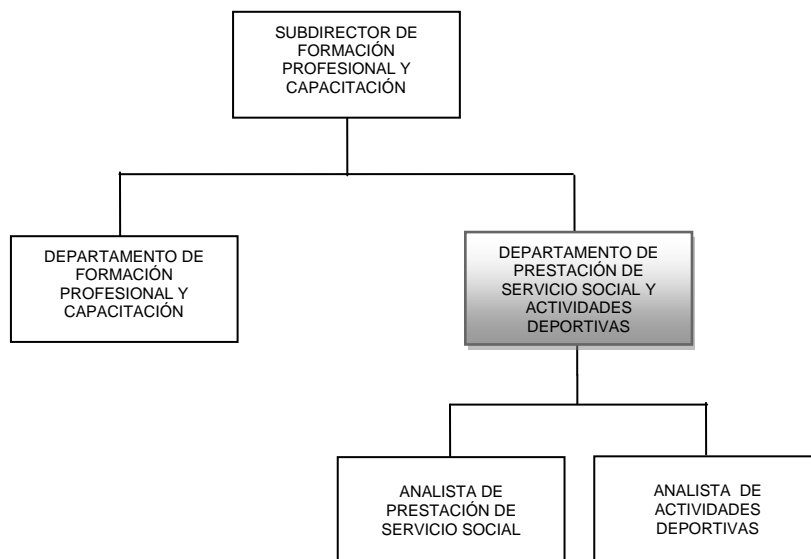 SUBDIRECTOR DE
FORMACIÓN
PROFESIONAL Y
CAPACITACIÓN
DEPARTAMENTO DE
FORMACIÓN
PROFESIONAL Y
CAPACITACIÓN
DEPARTAMENTO DE
PRESTACIÓN DE
SERVICIO SOCIAL Y
ACTIVIDADES
DEPORTIVAS
ANALISTA DE
PRESTACIÓN DE
SERVICIO SOCIAL
ANALISTA DE
ACTIVIDADES
DEPORTIVAS